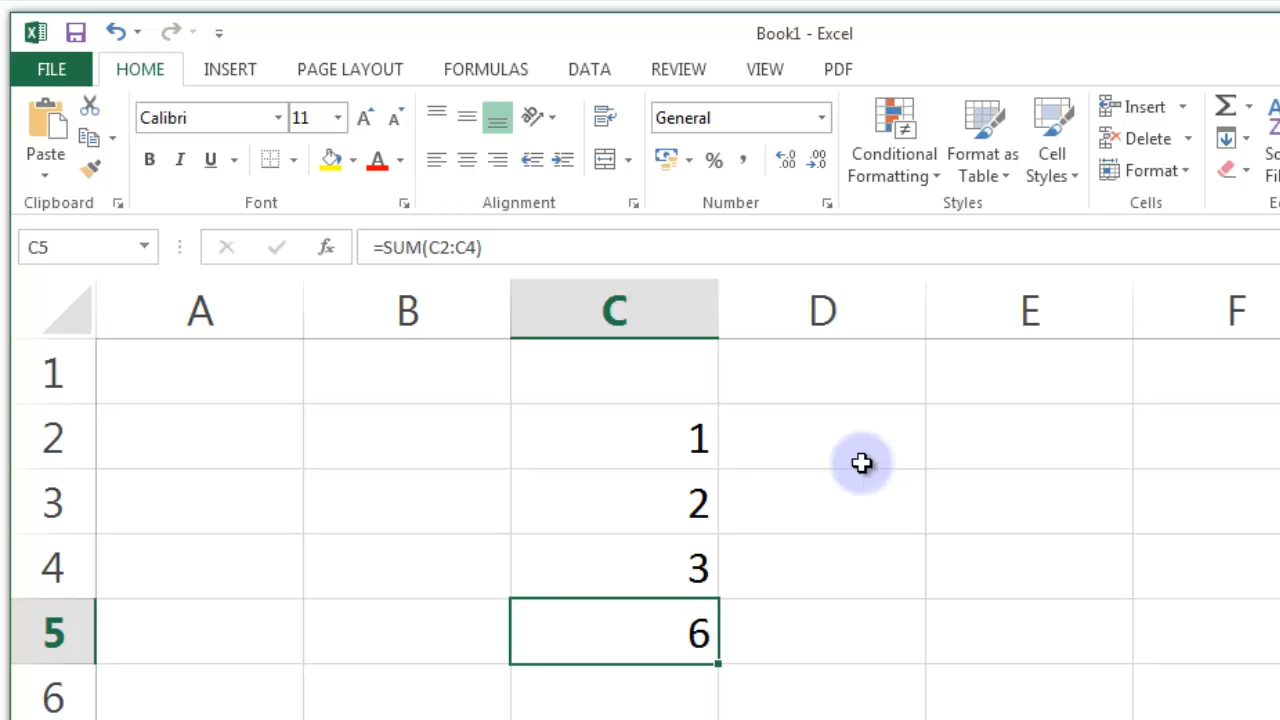 Book1 - Excel
FILE HOME INSERT PAGE LAYOUT FORMULAS DATA REVIEW VIEW PDF
Calibri 11 General Insert Σ
Paste B I U A % , Conditional Formatting Format as Table Cell Styles Delete Format
Clipboard Font Alignment Number Styles Cells
C5 fx =SUM(C2:C4)
A B C D E F
1
2 1
3 2
4 3
5 6
6